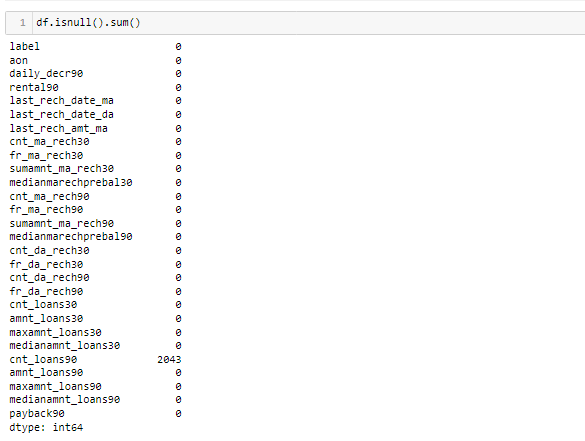 1 df.isnull().sum()
label 0
aon 0
daily_decr90 0
rental90 0
last_rech_date_ma 0
last_rech_date_da 0
last_rech_amt_ma 0
cnt_ma_rech30 0
fr_ma_rech30 0
sumamnt_ma_rech30 0
medianmarechprebal30 0
cnt_ma_rech90 0
fr_ma_rech90 0
sumamnt_ma_rech90 0
medianmarechprebal90 0
cnt_da_rech30 0
fr_da_rech30 0
cnt_da_rech90 0
fr_da_rech90 0
cnt_loans30 0
amnt_loans30 0
maxamnt_loans30 0
medianamnt_loans30 0
cnt_loans90 2043
amnt_loans90 0
maxamnt_loans90 0
medianamnt_loans90 0
payback90 0
dtype: int64